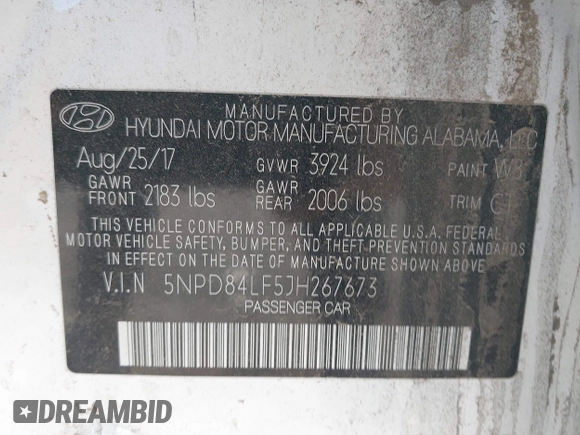 MANUFACTURED BY
HYUNDAI MOTOR MANUFACTURING ALABAMA, LLC
Aug/25/17 GVWR 3924 lbs PAINT
GAWR FRONT 2183 lbs GAWR REAR 2006 lbs TRIM
THIS VEHICLE CONFORMS TO ALL APPLICABLE U.S.A. FEDERAL
MOTOR VEHICLE SAFETY, BUMPER, AND THEFT PREVENTION STANDARDS
IN EFFECT ON THE DATE OF MANUFACTURE SHOWN ABOVE.
V.I.N 5NPD84LF5JH267673
PASSENGER CAR
DREAMBID